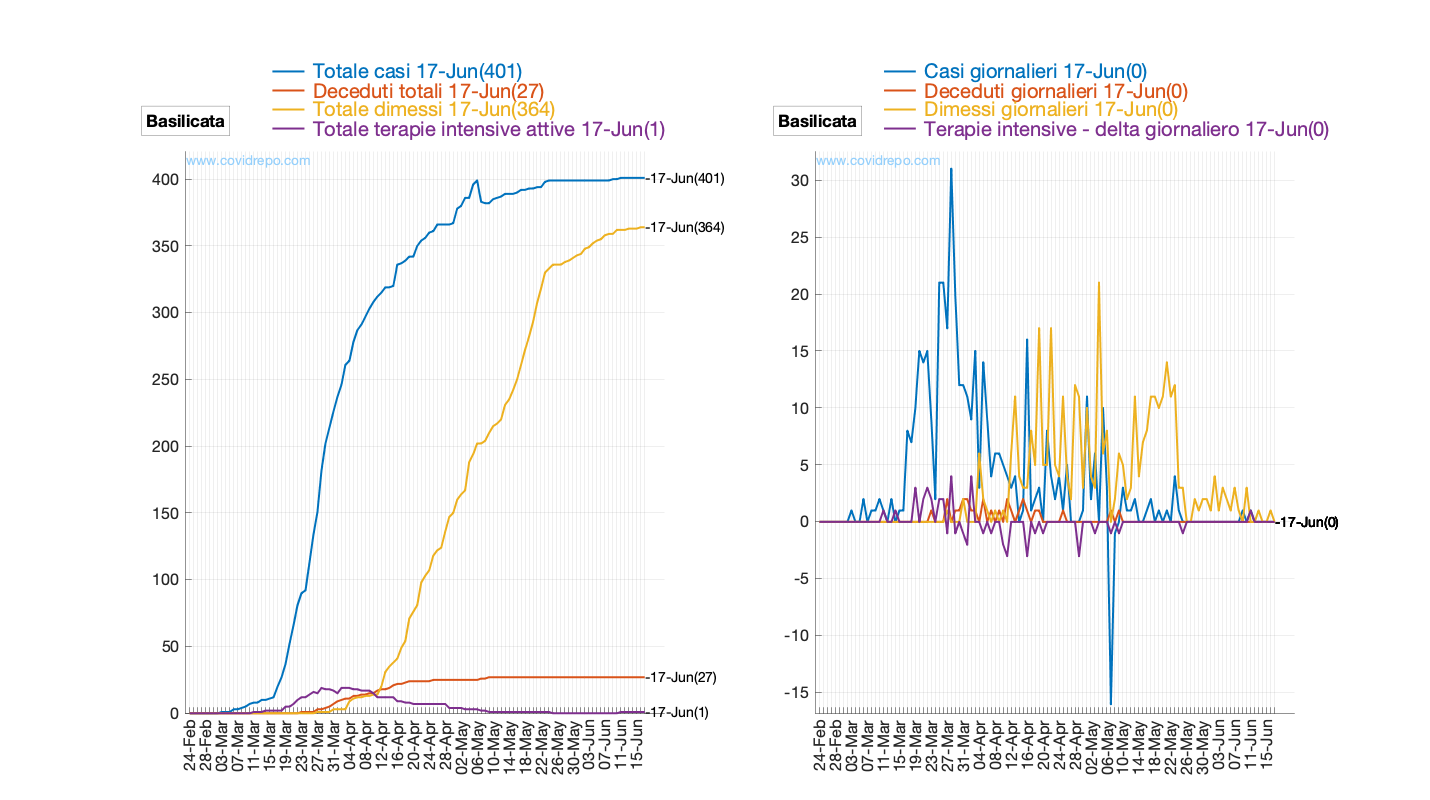 Totale casi 17-Jun(401)
Deceduti totali 17-Jun(27)
Totale dimessi 17-Jun(364)
Totale terapie intensive attive 17-Jun(1)
Basilicata
www.covidrepo.com
400
350
300
250
200
150
100
50
0
-17-Jun(401)
-17-Jun(364)
-17-Jun(27)
-17-Jun(1)
24-Feb
28-Feb
03-Mar
07-Mar
11-Mar
15-Mar
19-Mar
23-Mar
27-Mar
31-Mar
04-Apr
08-Apr
12-Apr
16-Apr
20-Apr
24-Apr
28-Apr
02-May
06-May
10-May
14-May
18-May
22-May
26-May
30-May
03-Jun
07-Jun
11-Jun
15-Jun
Casi giornalieri 17-Jun(0)
Deceduti giornalieri 17-Jun(0)
Dimessi giornalieri 17-Jun(0)
Terapie intensive - delta giornaliero 17-Jun(0)
Basilicata
www.covidrepo.com
30
25
20
15
10
5
0
-5
-10
-15
-17-Jun(0)
24-Feb
28-Feb
03-Mar
07-Mar
11-Mar
15-Mar
19-Mar
23-Mar
27-Mar
31-Mar
04-Apr
08-Apr
12-Apr
16-Apr
20-Apr
24-Apr
28-Apr
02-May
06-May
10-May
14-May
18-May
22-May
26-May
30-May
03-Jun
07-Jun
11-Jun
15-Jun